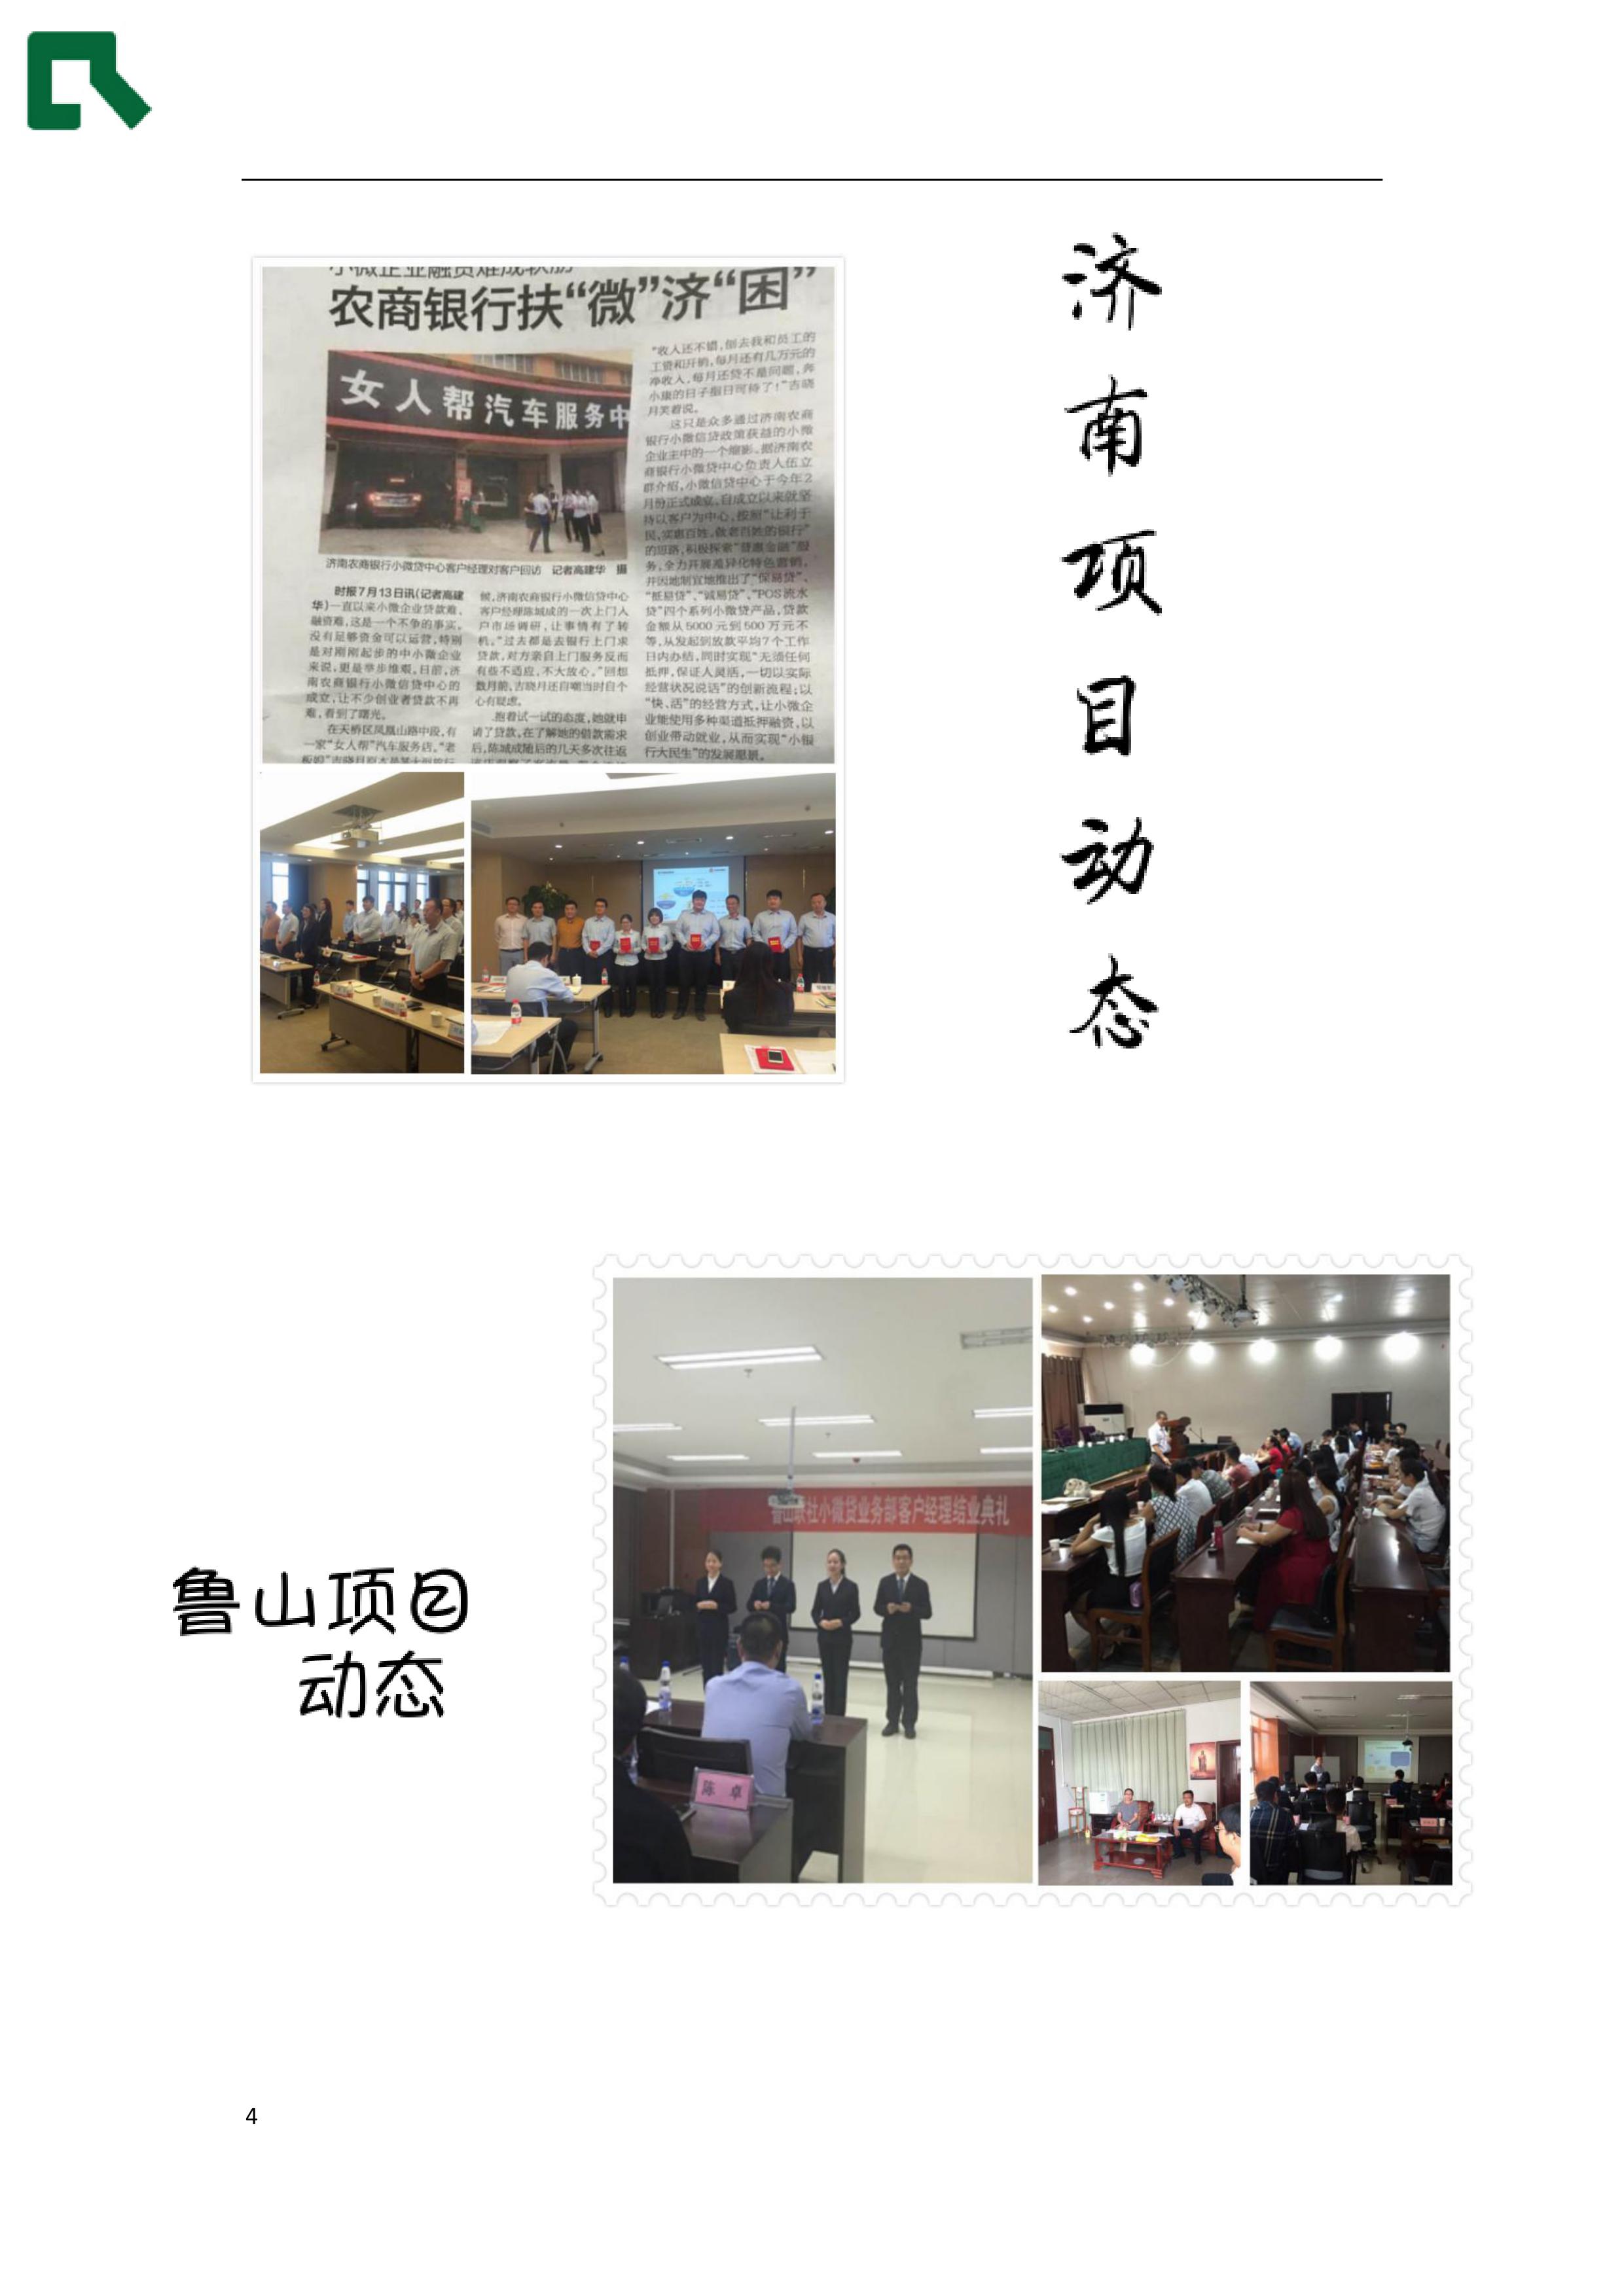 农商银行扶“微”济“困”
女人帮汽车服务中
济南农商银行小微贷中心客户经理对客户回访 记者高建华 摄
时报7月13日讯(记者高建
华)一直以来小微企业贷款难、
融资难,这是一个不争的事实。
没有足够资金可以运营,特别
是对刚刚起步的中小微企业
来说,更是举步维艰。日前,济
南农商银行小微信贷中心的
成立,让不少创业者贷款不再
难,看到了曙光。
在天桥区凤凰山路中段,有
一家“女人帮”汽车服务店。“老
候,济南农商银行小微信贷中心
客户经理陈城成的一次上门入
户市场调研,让事情有了转
机。“过去都是去银行上门求
贷款,对方亲自上门服务反而
有些不适应,不大放心。”回想
数月前,吉晓月还自嘲当时自个
心有疑虑。
抱着试一试的态度,她就申
请了贷款。在了解她的借款需求
后,陈城成随后的几天多次往返
“收入还不错,刨去我和员工的
工资和开销,每月还有几万元的
净收入,每月还贷不是问题,奔
小康的日子指日可待了!”吉晓
月笑着说。
这只是众多通过济南农商
银行小微信贷政策获益的小微
企业主中的一个缩影。据济南农
商银行小微贷中心负责人伍立
群介绍,小微信贷中心于今年2
月份正式成立,自成立以来就坚
持以客户为中心,按照“让利于
民,实惠百姓,做老百姓的银行”
的思路,积极探索“普惠金融”服
务,全力开展差异化特色营销,
并因地制宜地推出了“保易贷”、
“抵易贷”、“诚易贷”、“POS流水
贷”四个系列小微贷产品,贷款
金额从5000元到500万元不
等,从发起到放款平均7个工作
日内办结,同时实现“无须任何
抵押,保证人灵活,一切以实际
经营状况说话”的创新流程;以
“快、活”的经营方式,让小微企
业能使用多种渠道抵押融资,以
创业带动就业,从而实现“小银
行大民生”的发展愿景。
济
南
项
目
动
态
鲁山联社小微贷业务部客户经理结业典礼
陈 卓
鲁山项目
动态
4